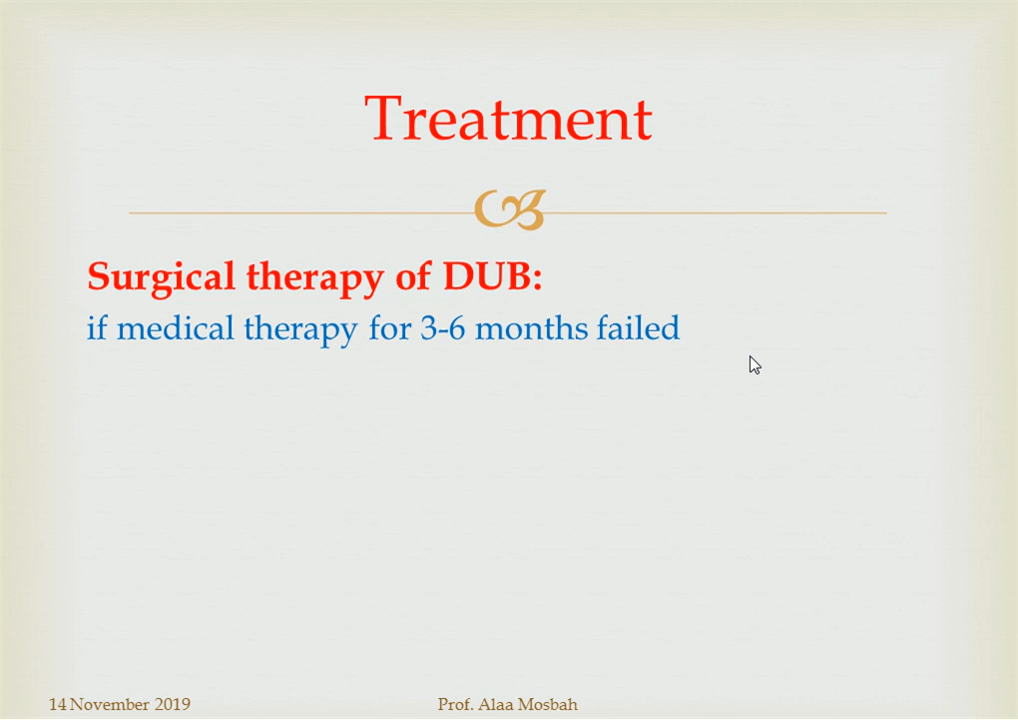 Treatment
Surgical therapy of DUB:
if medical therapy for 3-6 months failed
14 November 2019
Prof. Alaa Mosbah